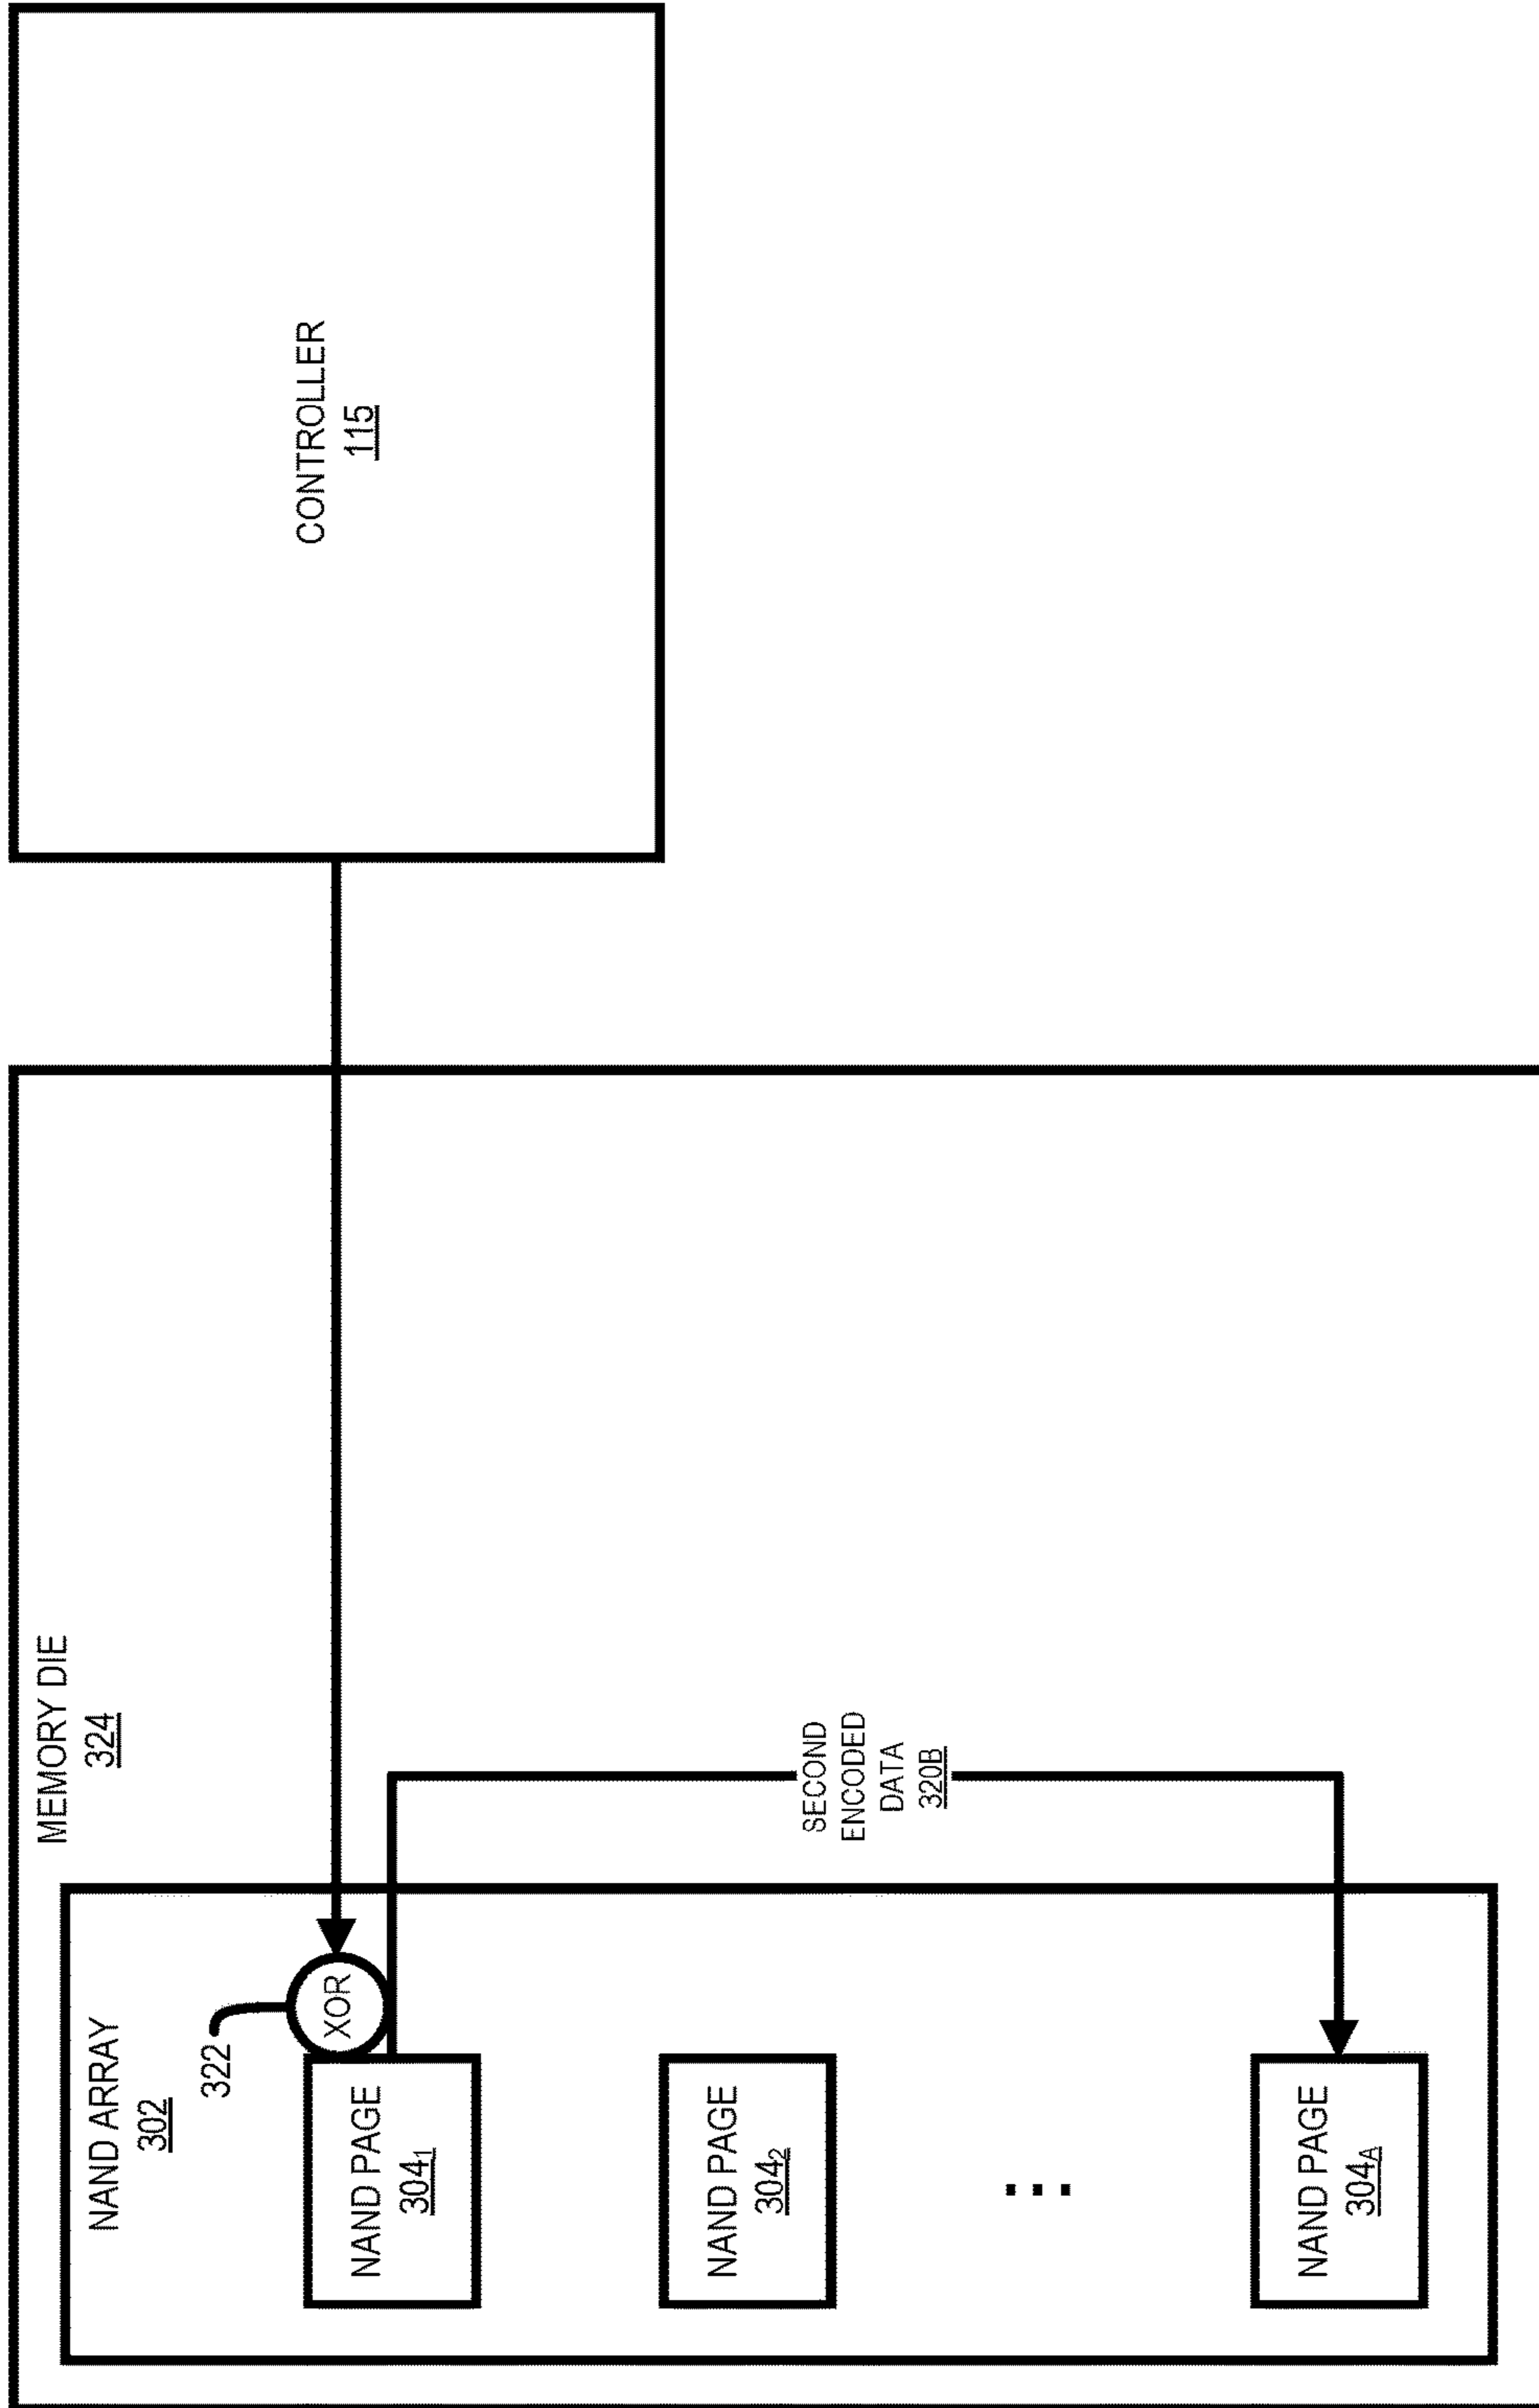 MEMORY DIE
324
NAND ARRAY
302
322
XOR
NAND PAGE
304₁
NAND PAGE
304₂
...
NAND PAGE
304ₐ
SECOND
ENCODED
DATA
320B
CONTROLLER
115